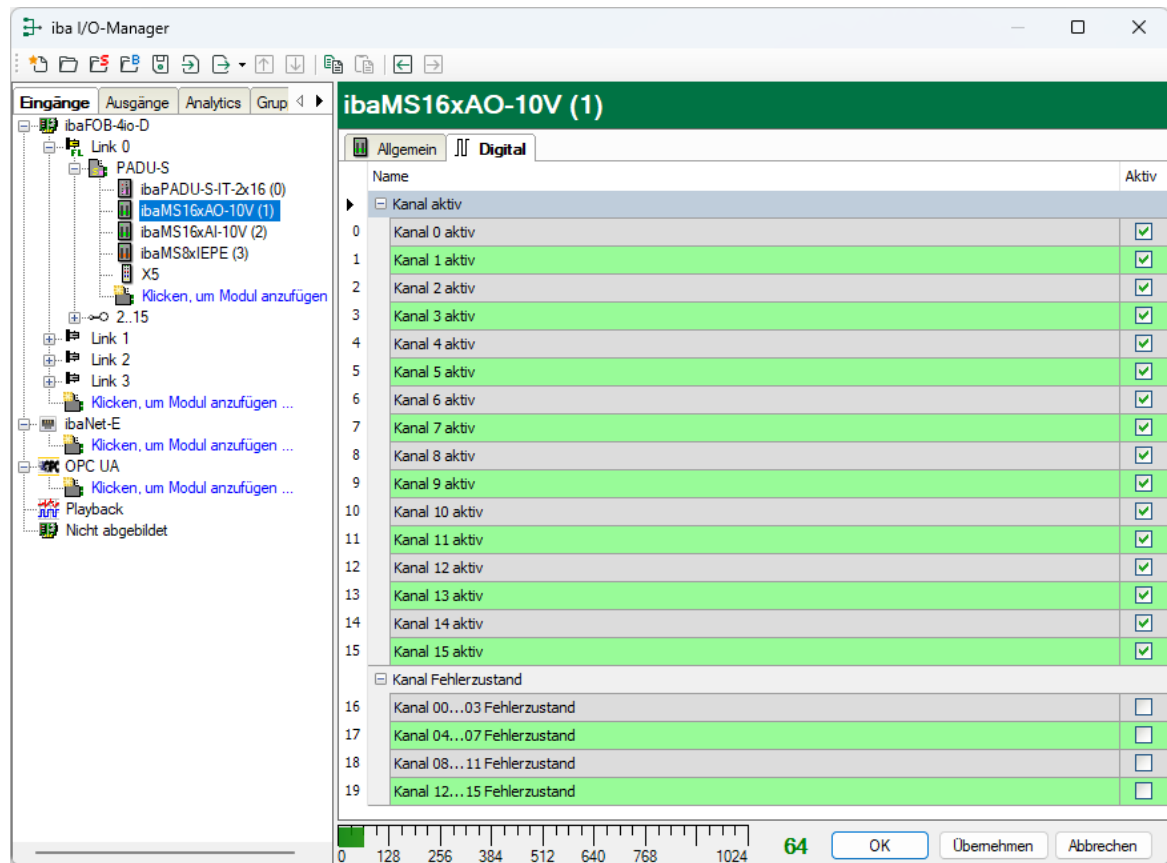 iba I/O-Manager
Eingänge Ausgänge Analytics Grup
ibaFOB-4io-D
Link 0
PADU-S
ibaPADU-S-IT-2x16 (0)
ibaMS16xAO-10V (1)
ibaMS16xAI-10V (2)
ibaMS8xIEPE (3)
X5
Klicken, um Modul anzufügen
2..15
Link 1
Link 2
Link 3
Klicken, um Modul anzufügen ...
ibaNet-E
Klicken, um Modul anzufügen ...
OPC UA
Klicken, um Modul anzufügen ...
Playback
Nicht abgebildet
ibaMS16xAO-10V (1)
Allgemein Digital
Name Aktiv
Kanal aktiv
0 Kanal 0 aktiv
1 Kanal 1 aktiv
2 Kanal 2 aktiv
3 Kanal 3 aktiv
4 Kanal 4 aktiv
5 Kanal 5 aktiv
6 Kanal 6 aktiv
7 Kanal 7 aktiv
8 Kanal 8 aktiv
9 Kanal 9 aktiv
10 Kanal 10 aktiv
11 Kanal 11 aktiv
12 Kanal 12 aktiv
13 Kanal 13 aktiv
14 Kanal 14 aktiv
15 Kanal 15 aktiv
Kanal Fehlerzustand
16 Kanal 00...03 Fehlerzustand
17 Kanal 04...07 Fehlerzustand
18 Kanal 08...11 Fehlerzustand
19 Kanal 12...15 Fehlerzustand
0 128 256 384 512 640 768 1024 64 OK Übernehmen Abbrechen